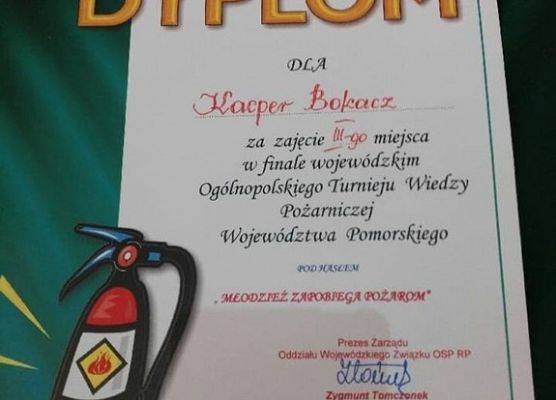 DYPLOM
DLA
Kacper Bokacz
za zajęcie III-go miejsca
w finale wojewódzkim
Ogólnopolskiego Turnieju Wiedzy
Pożarniczej
Województwa Pomorskiego
POD HASŁEM
„MŁODZIEŻ ZAPOBIEGA POŻAROM"
Prezes Zarządu
Oddziału Wojewódzkiego Związku OSP RP
Zygmunt Tomczonek